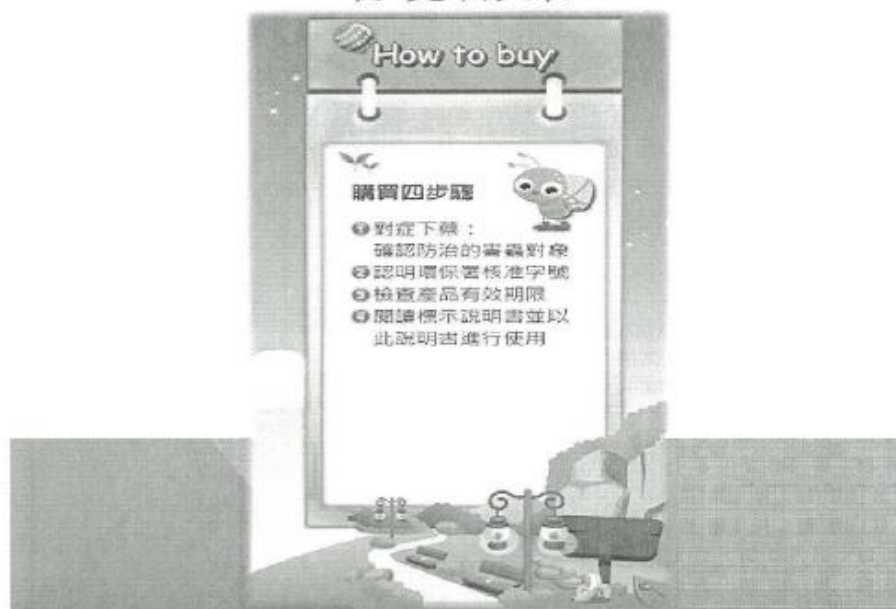 How to buy
購買四步驟
❶對症下藥：
確認防治的害蟲對象
❷認明環保署核准字號
❸檢查產品有效期限
❹閱讀標示說明書並以
此說明書進行使用